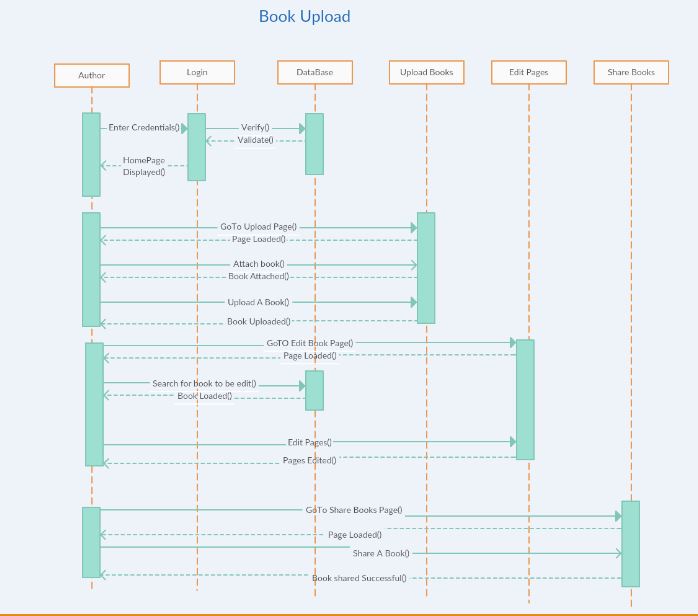 Book Upload
Author
Login
DataBase
Upload Books
Edit Pages
Share Books
Enter Credentials()
Verify()
Validate()
HomePage
Displayed()
GoTo Upload Page()
Page Loaded()
Attach book()
Book Attached()
Upload A Book()
Book Uploaded()
GoTO Edit Book Page()
Page Loaded()
Search for book to be edit()
Book Loaded()
Edit Pages()
Pages Edited()
GoTo Share Books Page()
Page Loaded()
Share A Book()
Book shared Successful()